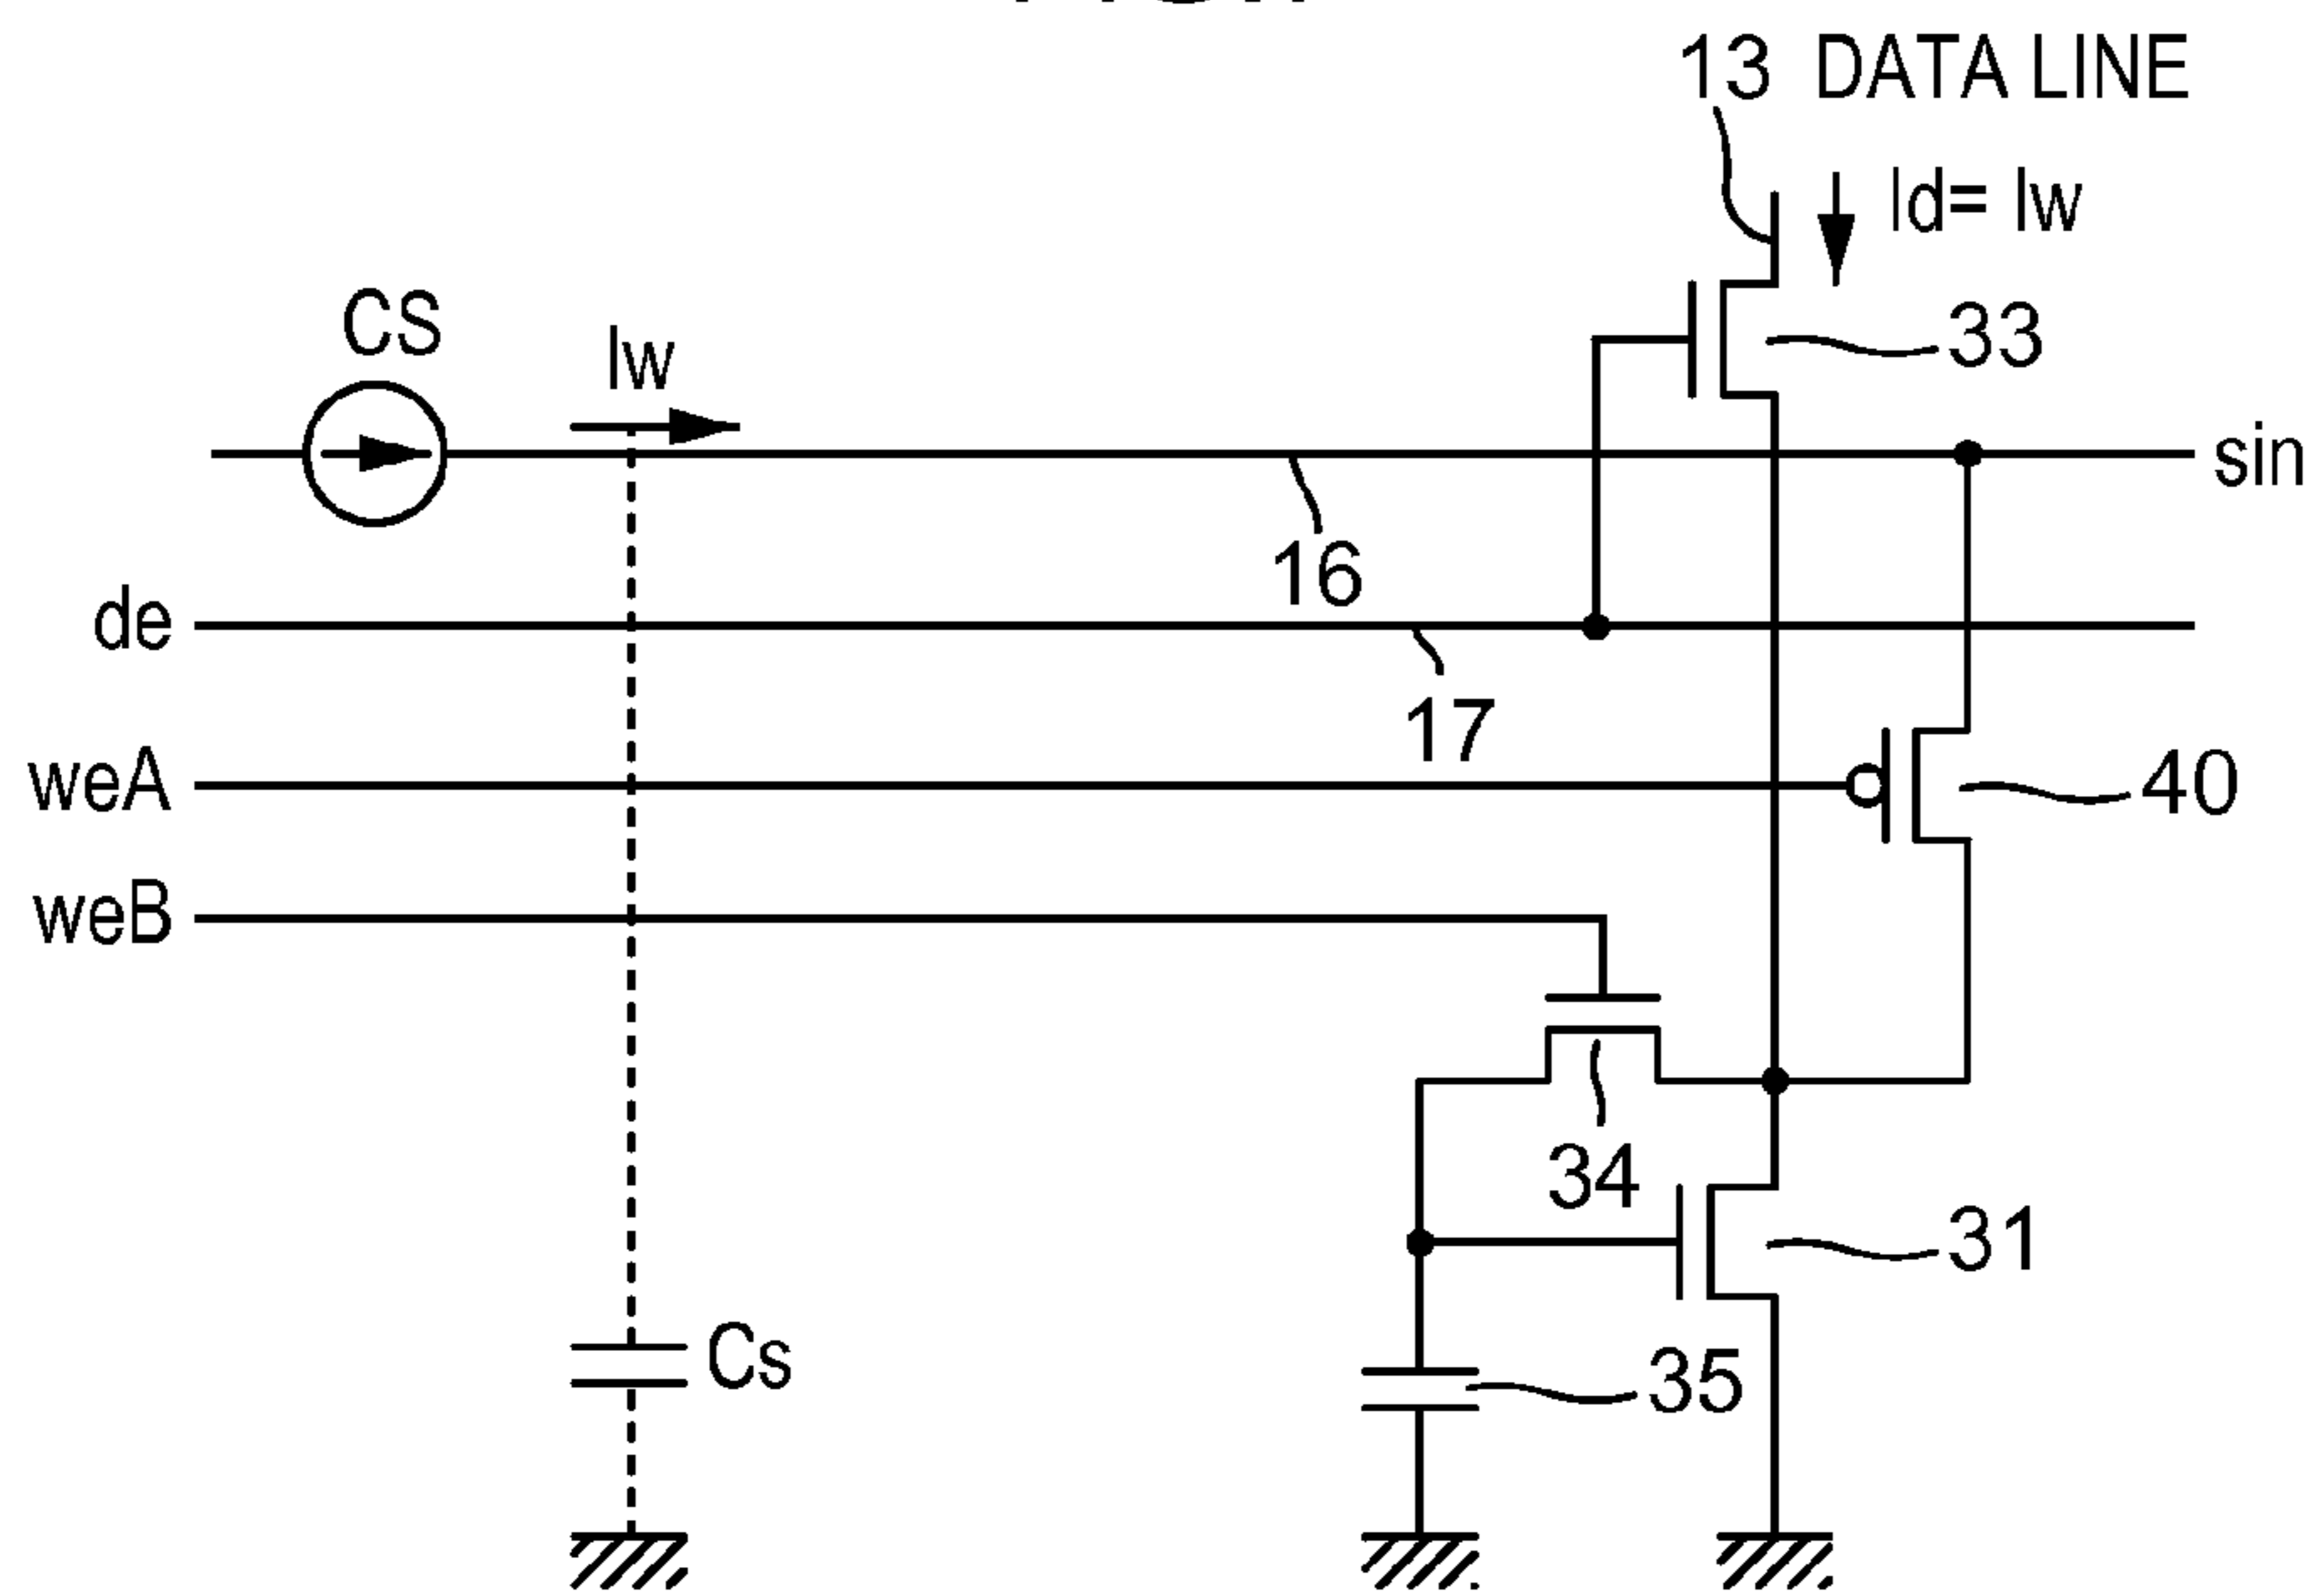 13 DATA LINE
Id= Iw
CS
Iw
33
sin
16
de
17
weA
40
weB
34
31
Cs
35